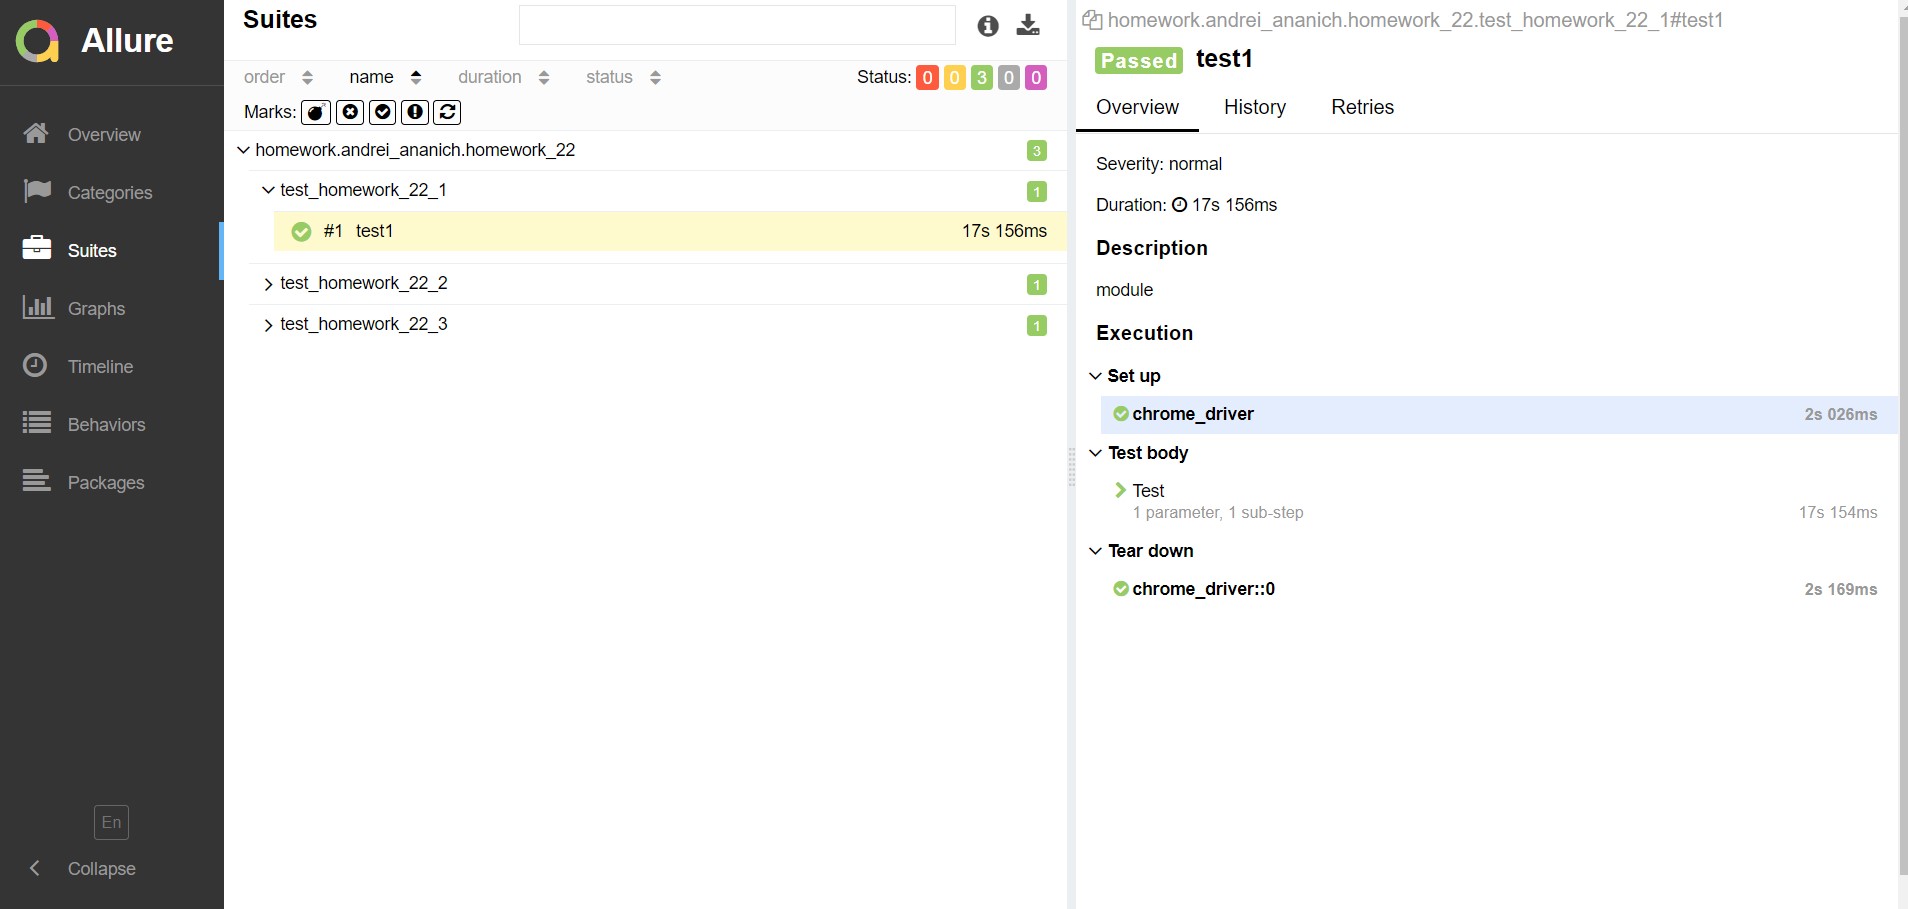 Allure
Overview
Categories
Suites
Graphs
Timeline
Behaviors
Packages
En
Collapse
Suites
order name duration status Status: 0 0 3 0 0
Marks:
homework.andrei_ananich.homework_22 3
test_homework_22_1 1
#1 test1 17s 156ms
test_homework_22_2 1
test_homework_22_3 1
homework.andrei_ananich.homework_22.test_homework_22_1#test1
Passed test1
Overview History Retries
Severity: normal
Duration: 17s 156ms
Description
module
Execution
Set up
chrome_driver 2s 026ms
Test body
Test
1 parameter, 1 sub-step 17s 154ms
Tear down
chrome_driver::0 2s 169ms